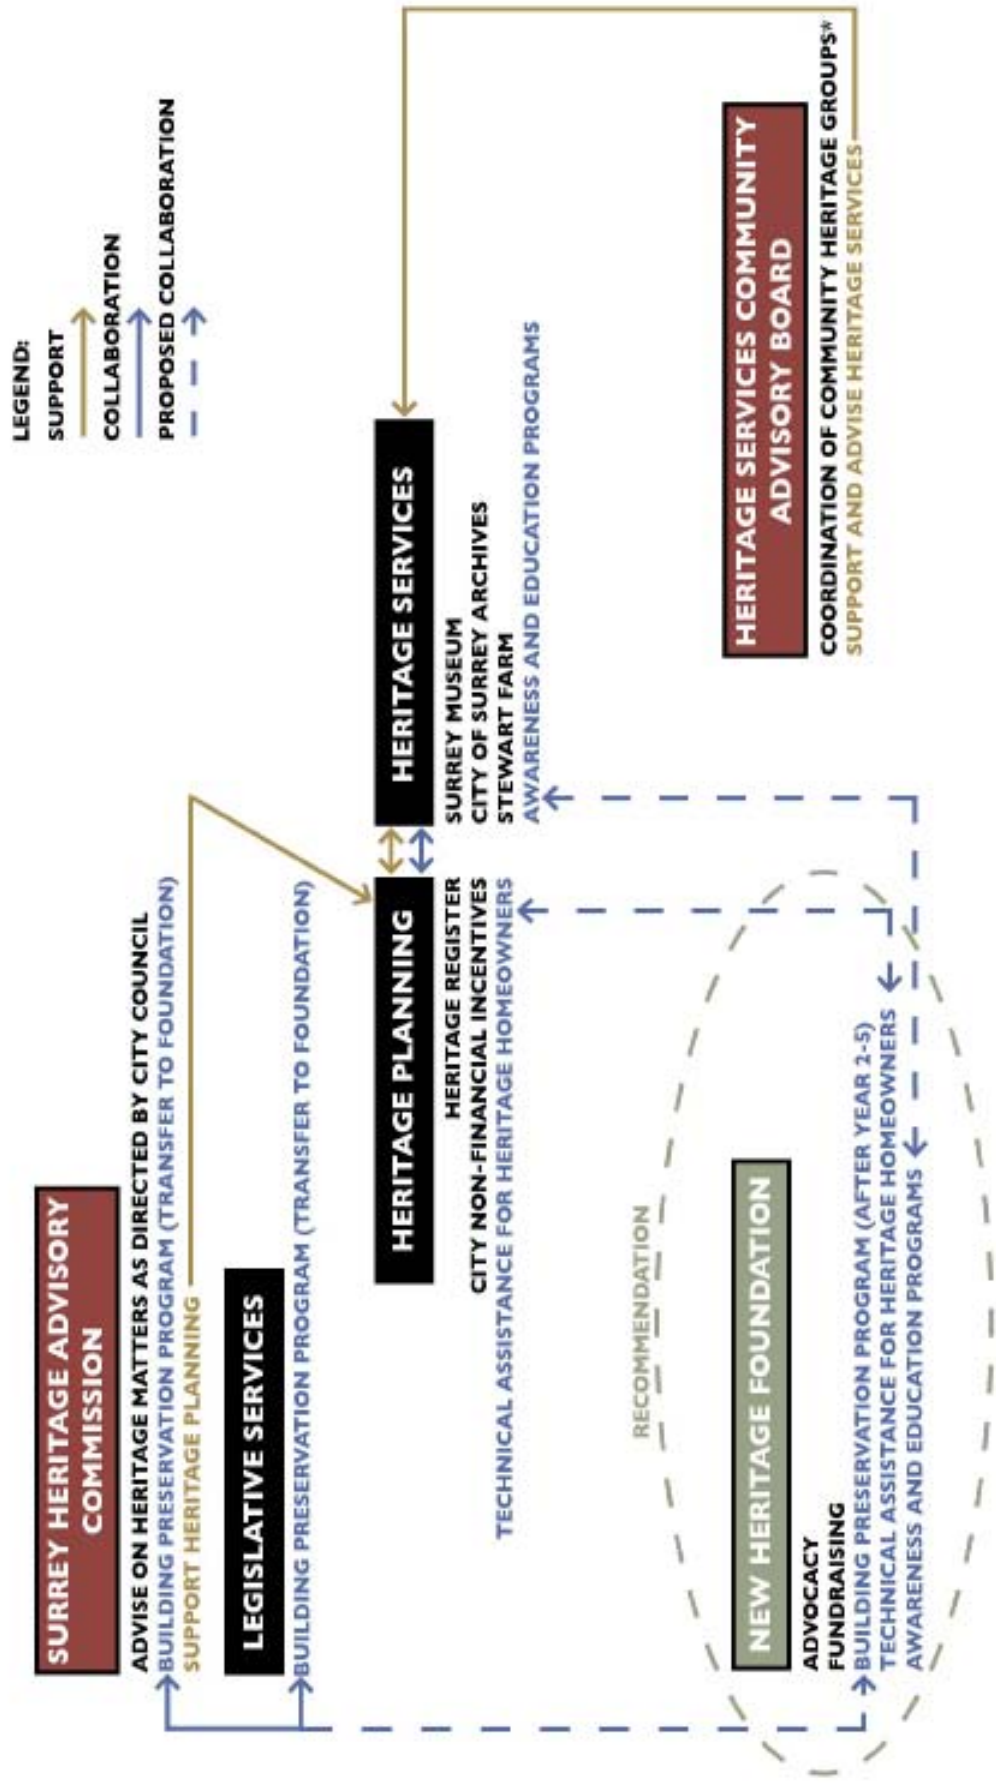 LEGEND:
SUPPORT
COLLABORATION
PROPOSED COLLABORATION
SURREY HERITAGE ADVISORY
COMMISSION
ADVISE ON HERITAGE MATTERS AS DIRECTED BY CITY COUNCIL
BUILDING PRESERVATION PROGRAM (TRANSFER TO FOUNDATION)
SUPPORT HERITAGE PLANNING
LEGISLATIVE SERVICES
BUILDING PRESERVATION PROGRAM (TRANSFER TO FOUNDATION)
HERITAGE PLANNING
HERITAGE REGISTER
CITY NON-FINANCIAL INCENTIVES
TECHNICAL ASSISTANCE FOR HERITAGE HOMEOWNERS
HERITAGE SERVICES
SURREY MUSEUM
CITY OF SURREY ARCHIVES
STEWART FARM
AWARENESS AND EDUCATION PROGRAMS
RECOMMENDATION
NEW HERITAGE FOUNDATION
ADVOCACY
FUNDRAISING
BUILDING PRESERVATION PROGRAM (AFTER YEAR 2-5)
TECHNICAL ASSISTANCE FOR HERITAGE HOMEOWNERS
AWARENESS AND EDUCATION PROGRAMS
HERITAGE SERVICES COMMUNITY
ADVISORY BOARD
COORDINATION OF COMMUNITY HERITAGE GROUPS*
SUPPORT AND ADVISE HERITAGE SERVICES